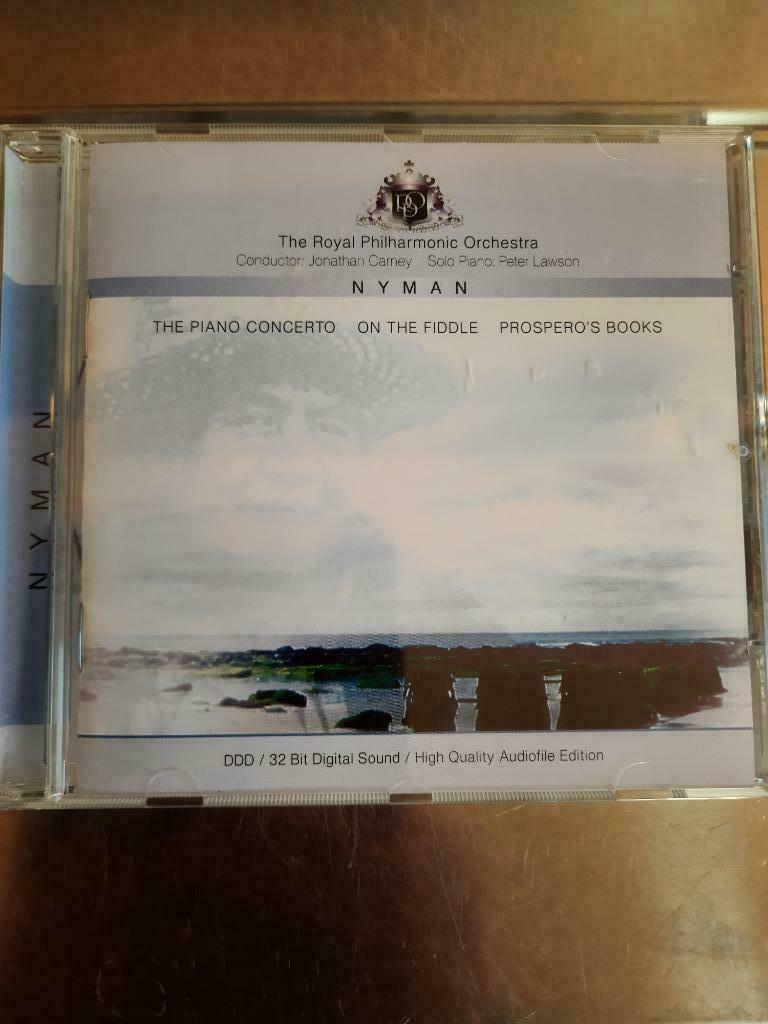 RPO
The Royal Philharmonic Orchestra
Conductor: Jonathan Carney Solo Piano: Peter Lawson
NYMAN
THE PIANO CONCERTO ON THE FIDDLE PROSPERO'S BOOKS
NYMAN
DDD / 32 Bit Digital Sound / High Quality Audiofile Edition